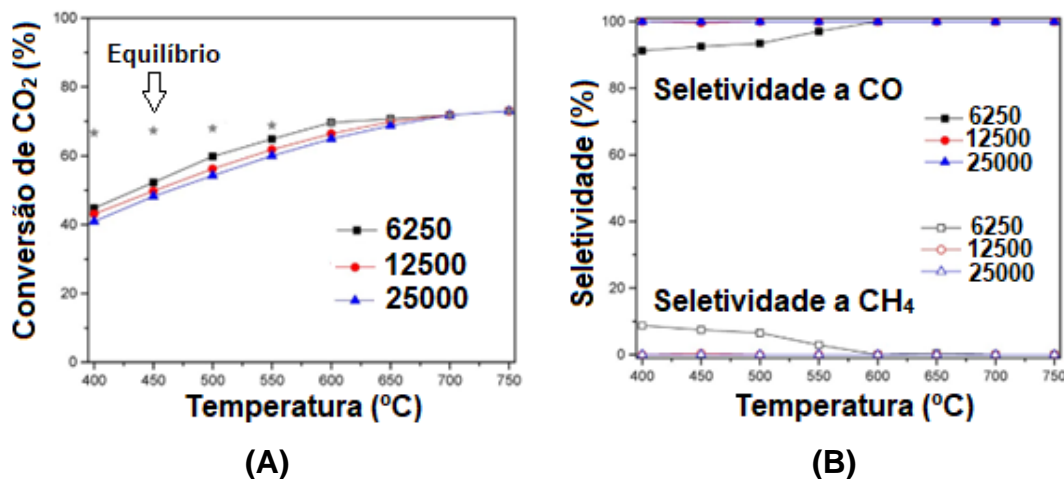 Conversão de CO₂ (%)
100
80
60
40
20
0
Equilíbrio
6250
12500
25000
400 450 500 550 600 650 700 750
Temperatura (ºC)
(A)
Seletividade (%)
100
80
60
40
20
0
Seletividade a CO
6250
12500
25000
6250
12500
25000
Seletividade a CH₄
400 450 500 550 600 650 700 750
Temperatura (ºC)
(B)